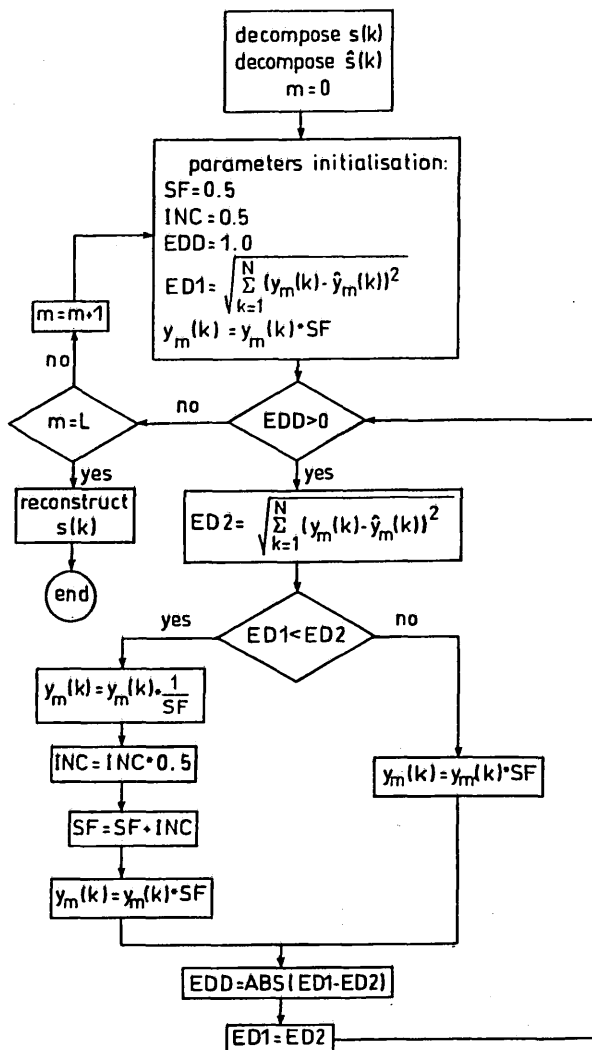 decompose s(k)
decompose ŝ(k)
m=0
parameters initialisation:
SF=0.5
INC=0.5
EDD=1.0
ED1= √ N Σ k=1 (y_m(k)-ŷ_m(k))²
y_m(k)=y_m(k)*SF
m=m+1
no
m=L
no
EDD>0
yes
reconstruct
s(k)
end
yes
ED2= √ N Σ k=1 (y_m(k)-ŷ_m(k))²
yes
ED1<ED2
no
y_m(k)=y_m(k)*1/SF
INC=INC*0.5
SF=SF+INC
y_m(k)=y_m(k)*SF
y_m(k)=y_m(k)*SF
EDD=ABS(ED1-ED2)
ED1=ED2